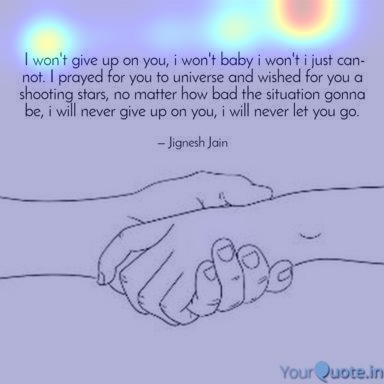 I won't give up on you, i won't baby i won't i just can-
not. I prayed for you to universe and wished for you a
shooting stars, no matter how bad the situation gonna
be, i will never give up on you, i will never let you go.
– Jignesh Jain
YourQuote.in